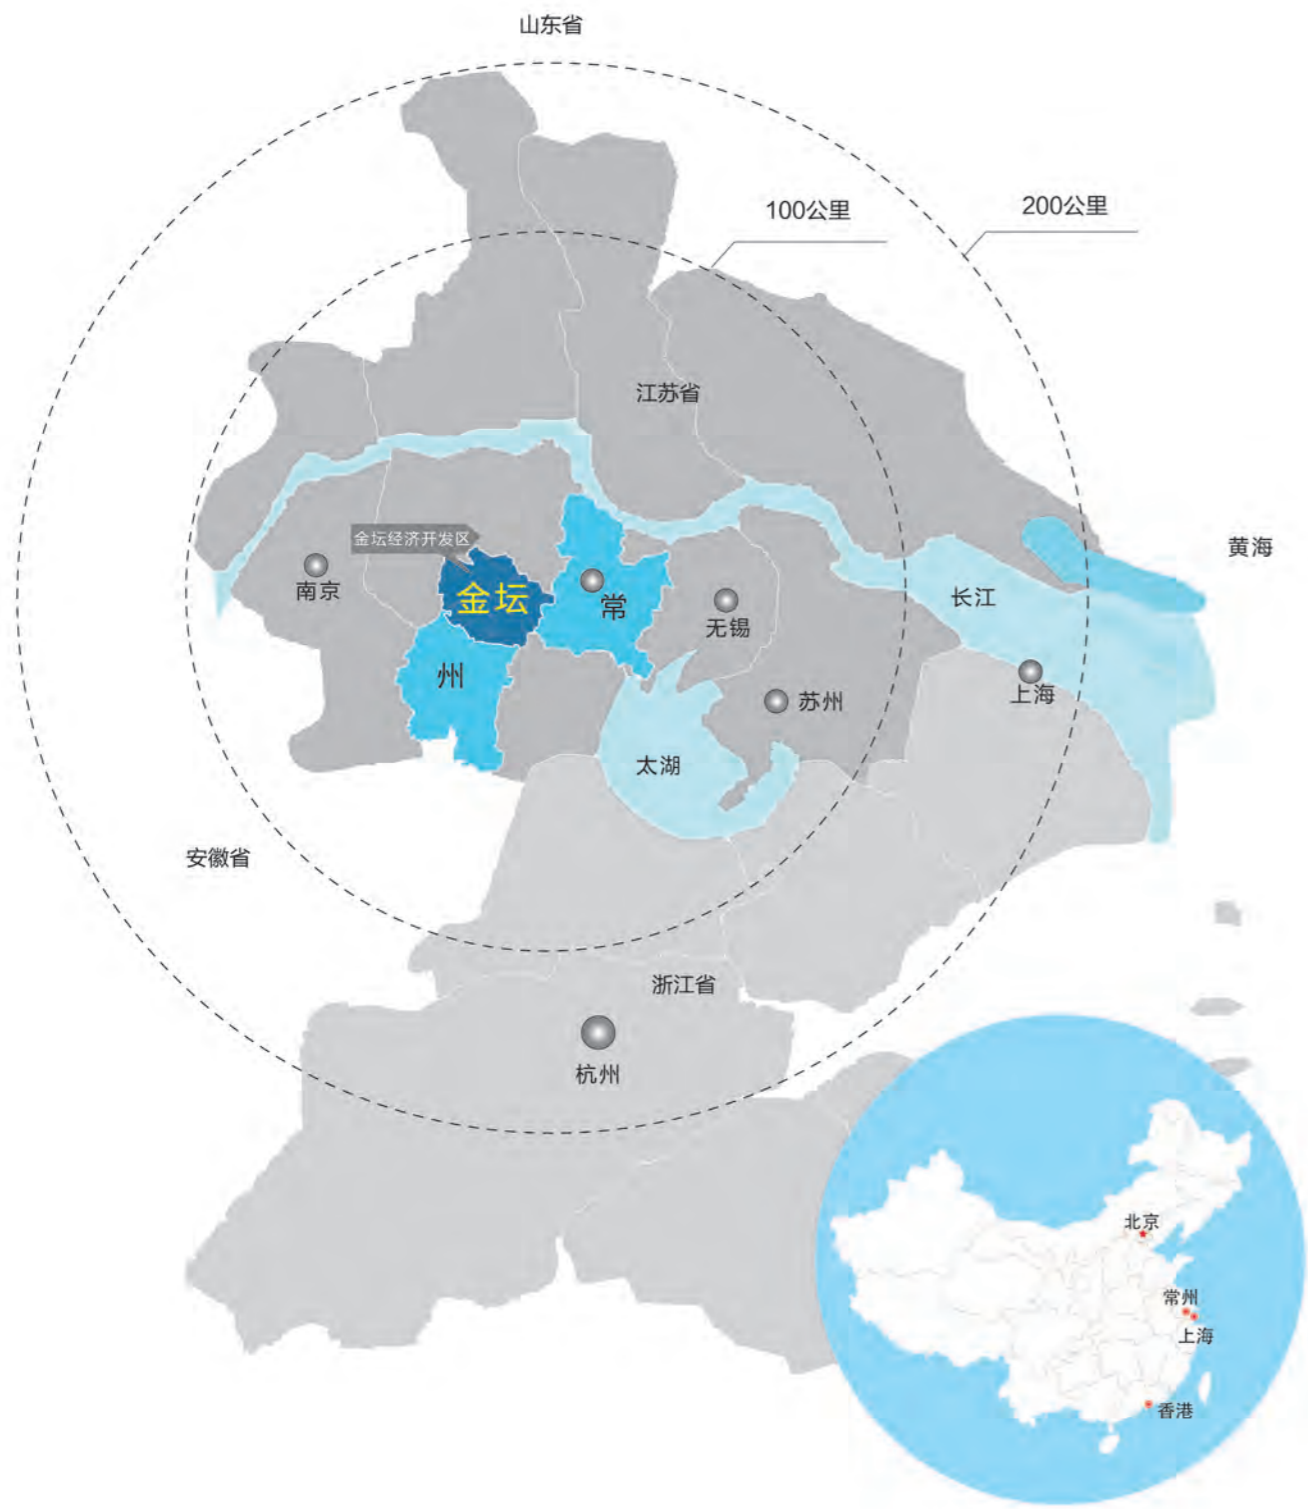 山东省
100公里
200公里
江苏省
金坛经济开发区
黄海
南京
金坛
常
长江
无锡
州
上海
苏州
太湖
安徽省
浙江省
杭州
北京
常州
上海
香港